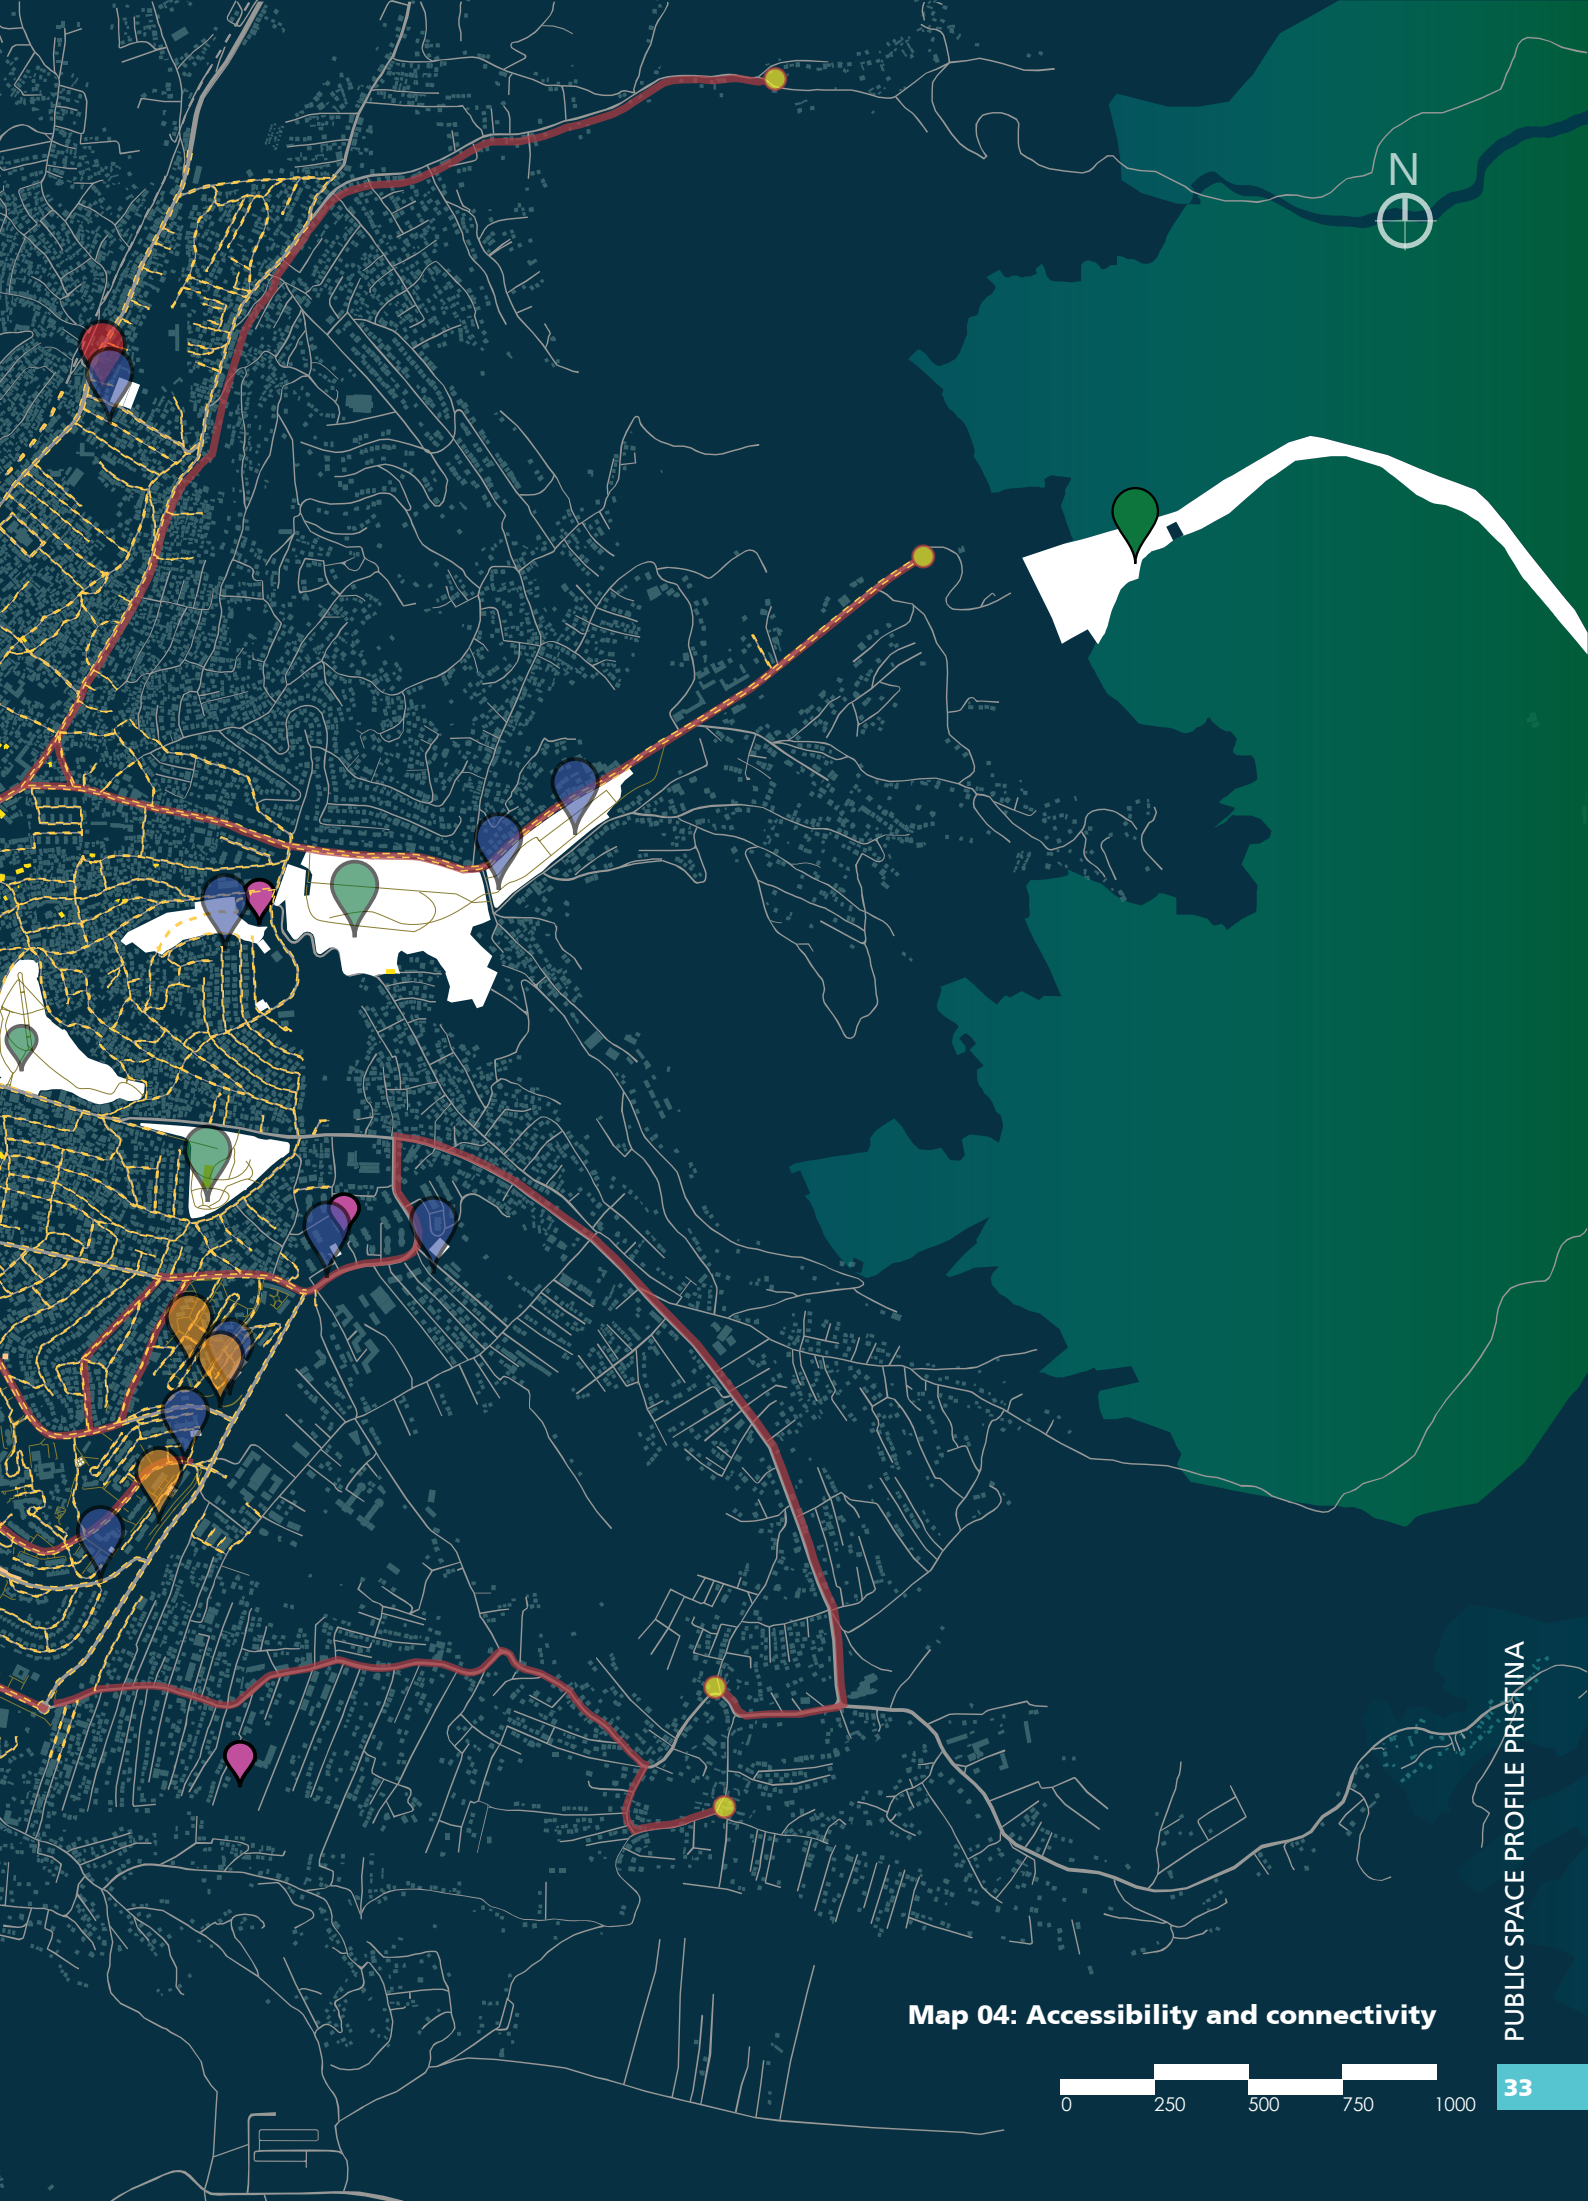 N
PUBLIC SPACE PROFILE PRISTINA
Map 04: Accessibility and connectivity
0 250 500 750 1000
33